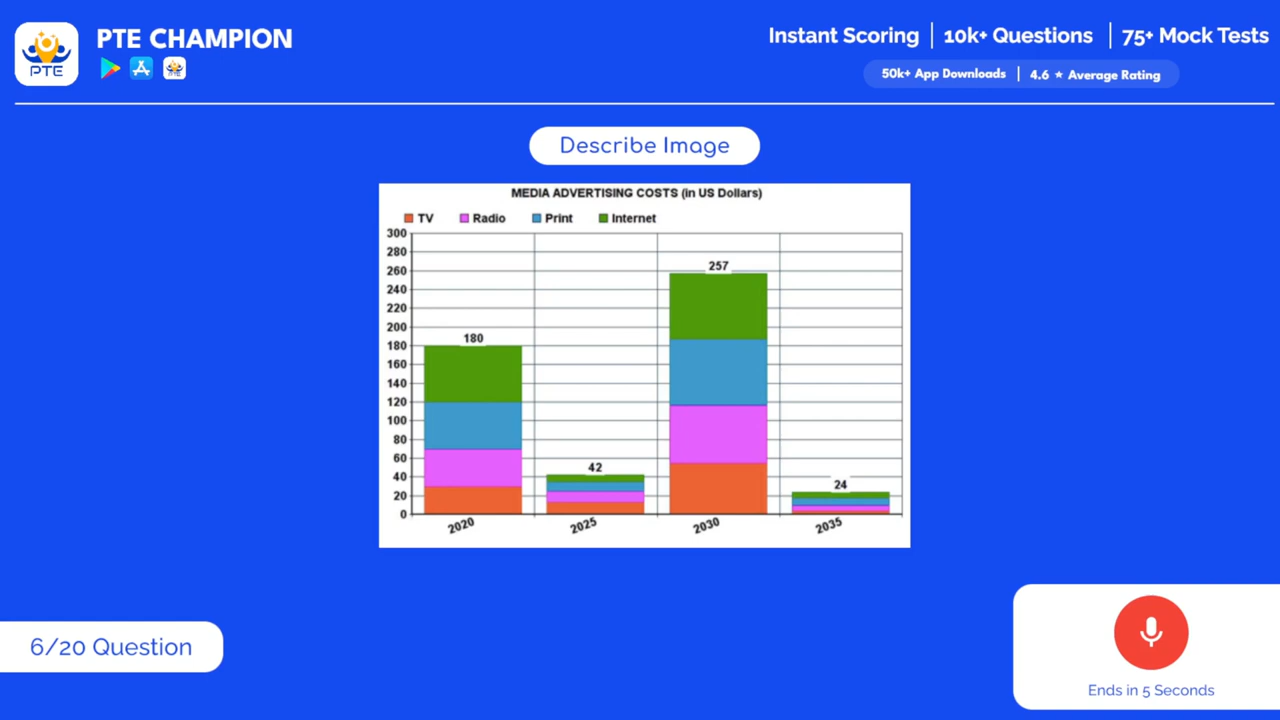 PTE CHAMPION
PTE
Instant Scoring | 10k+ Questions | 75+ Mock Tests
50k+ App Downloads | 4.6 ★ Average Rating
Describe Image
MEDIA ADVERTISING COSTS (in US Dollars)
TV Radio Print Internet
300
280
260
240
220
200
180
160
140
120
100
80
60
40
20
0
180
42
257
24
2020 2025 2030 2035
6/20 Question
Ends in 5 Seconds